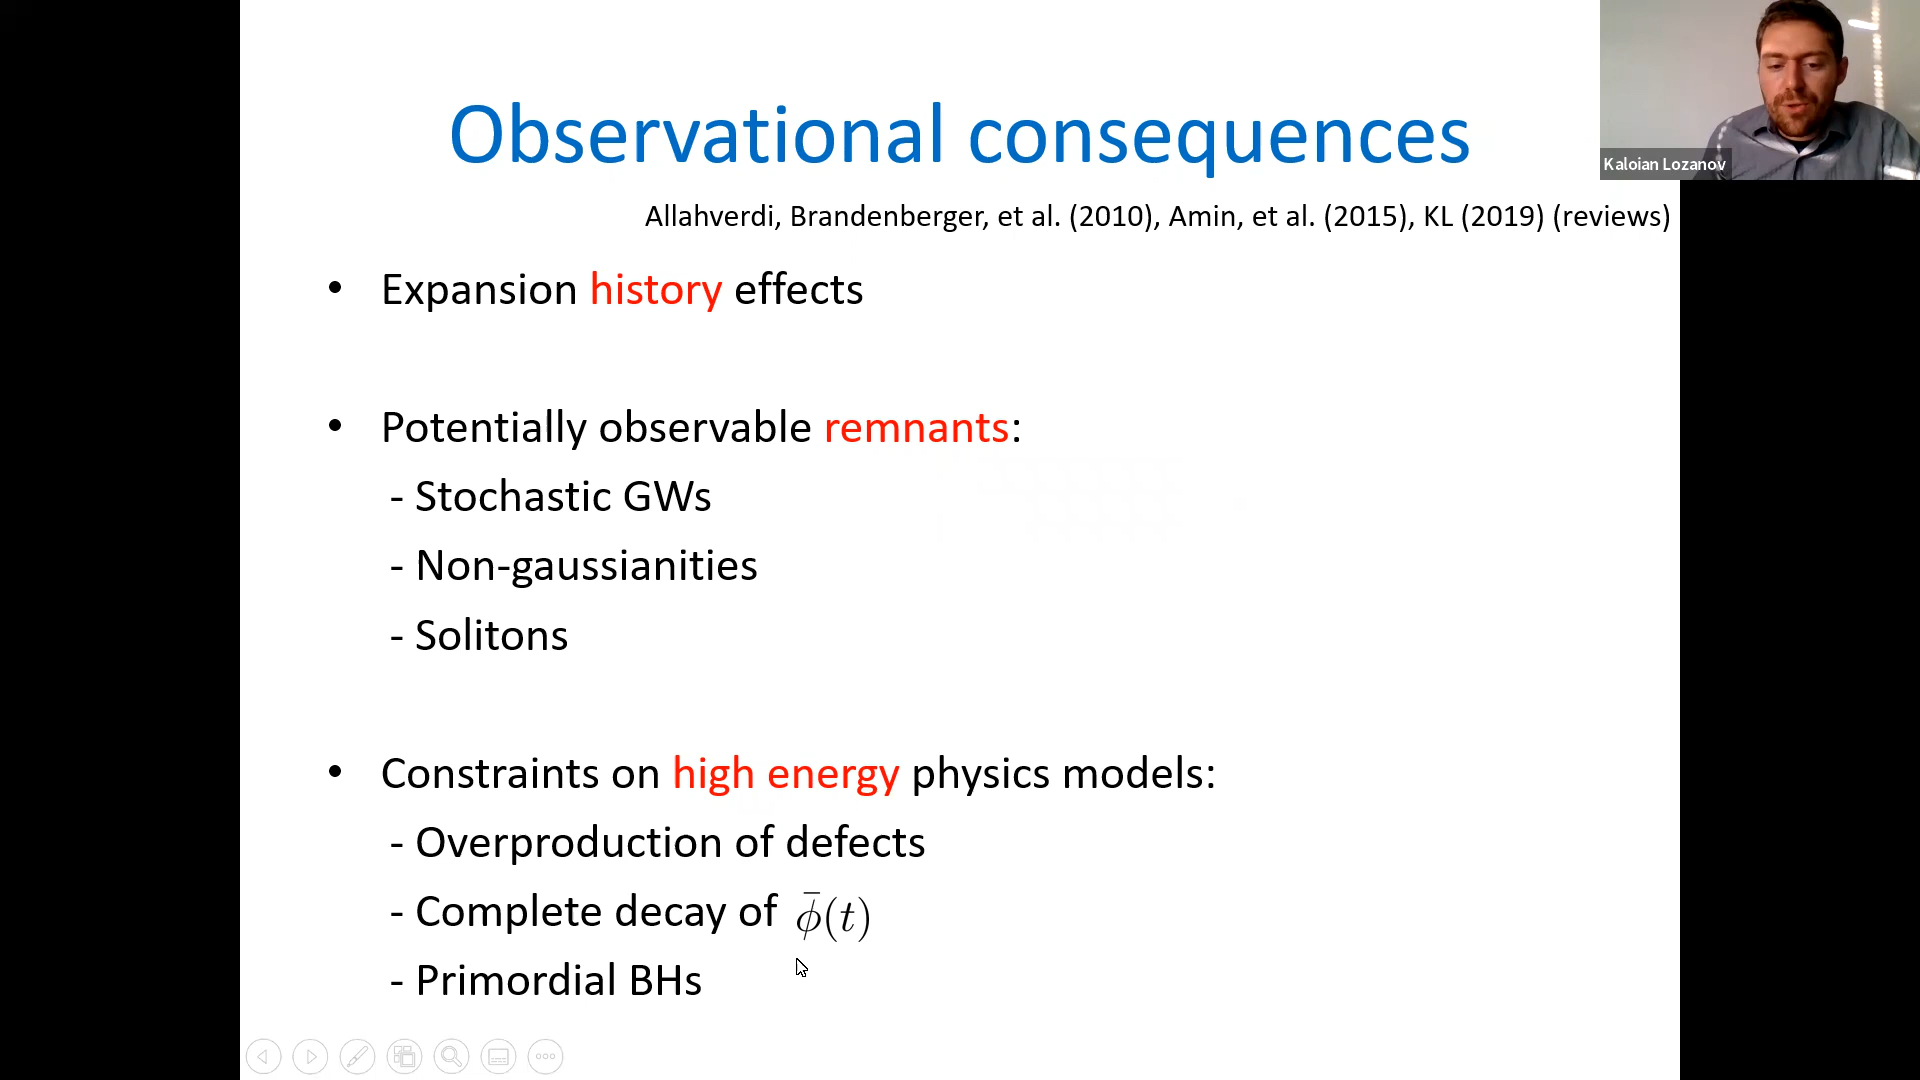 Observational consequences
Kaloian Lozanov
Allahverdi, Brandenberger, et al. (2010), Amin, et al. (2015), KL (2019) (reviews)
• Expansion history effects
• Potentially observable remnants:
- Stochastic GWs
- Non-gaussianities
- Solitons
• Constraints on high energy physics models:
- Overproduction of defects
- Complete decay of ϕ̄(t)
- Primordial BHs